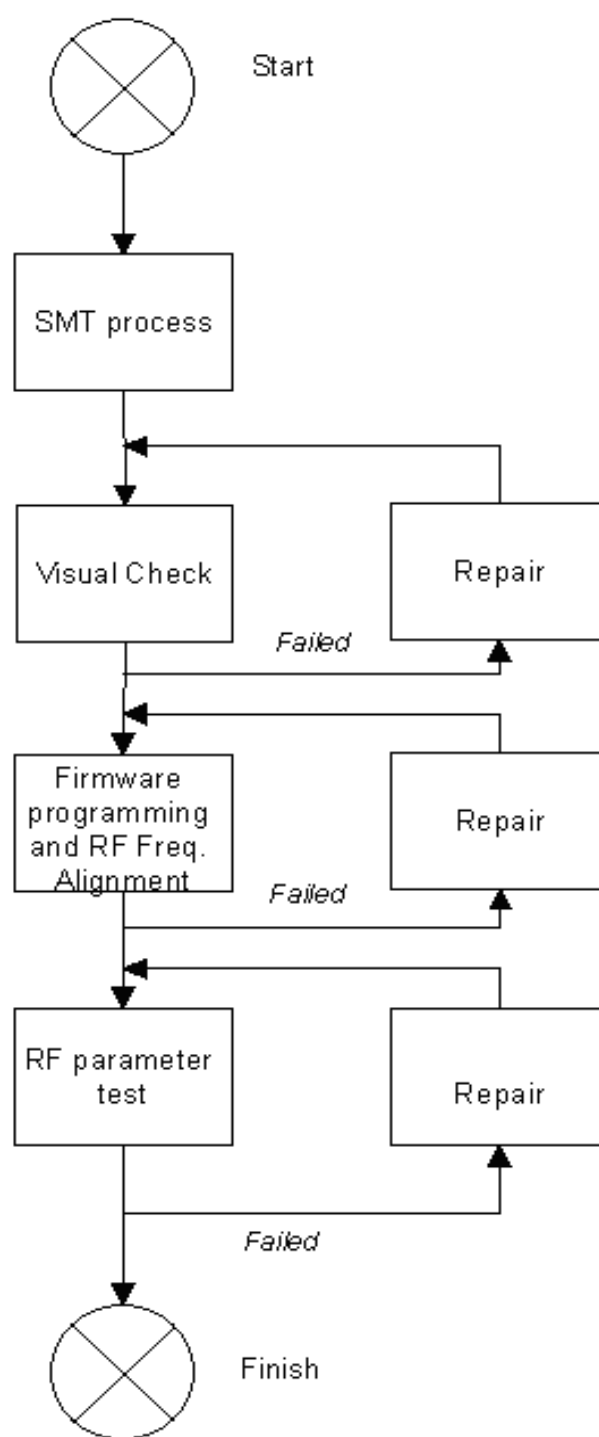 Start
SMT process
Visual Check
Repair
Failed
Firmware
programming
and RF Freq.
Alignment
Repair
Failed
RF parameter
test
Repair
Failed
Finish